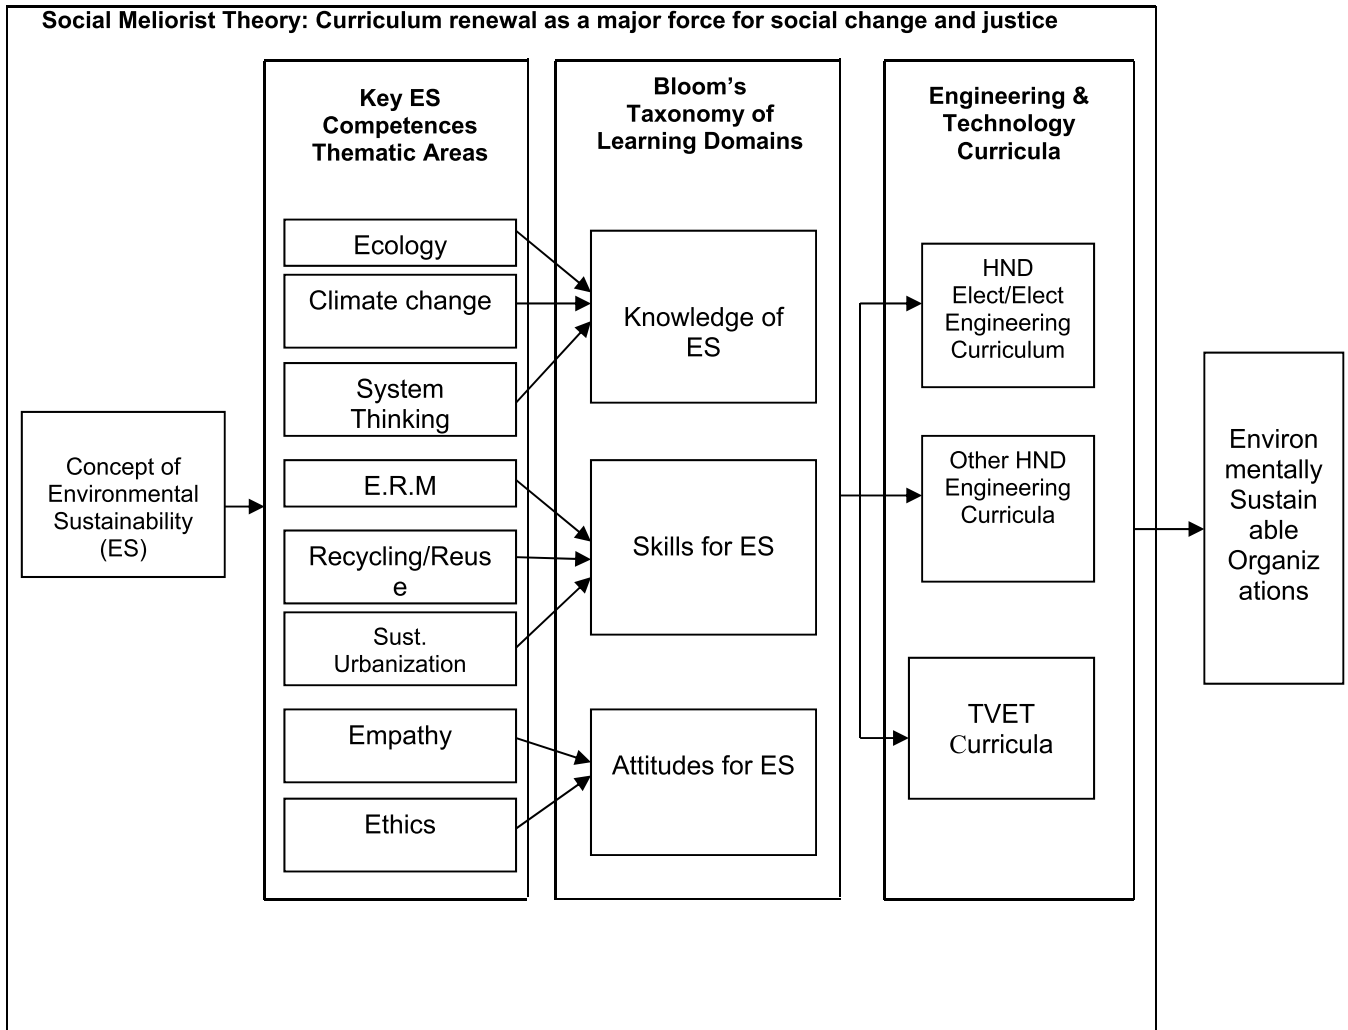 Social Meliorist Theory: Curriculum renewal as a major force for social change and justice
Concept of
Environmental
Sustainability
(ES)
Key ES
Competences
Thematic Areas
Ecology
Climate change
System
Thinking
E.R.M
Recycling/Reus
e
Sust.
Urbanization
Empathy
Ethics
Bloom’s
Taxonomy of
Learning Domains
Knowledge of
ES
Skills for ES
Attitudes for ES
Engineering &
Technology
Curricula
HND
Elect/Elect
Engineering
Curriculum
Other HND
Engineering
Curricula
TVET
Curricula
Environ
mentally
Sustain
able
Organiz
ations